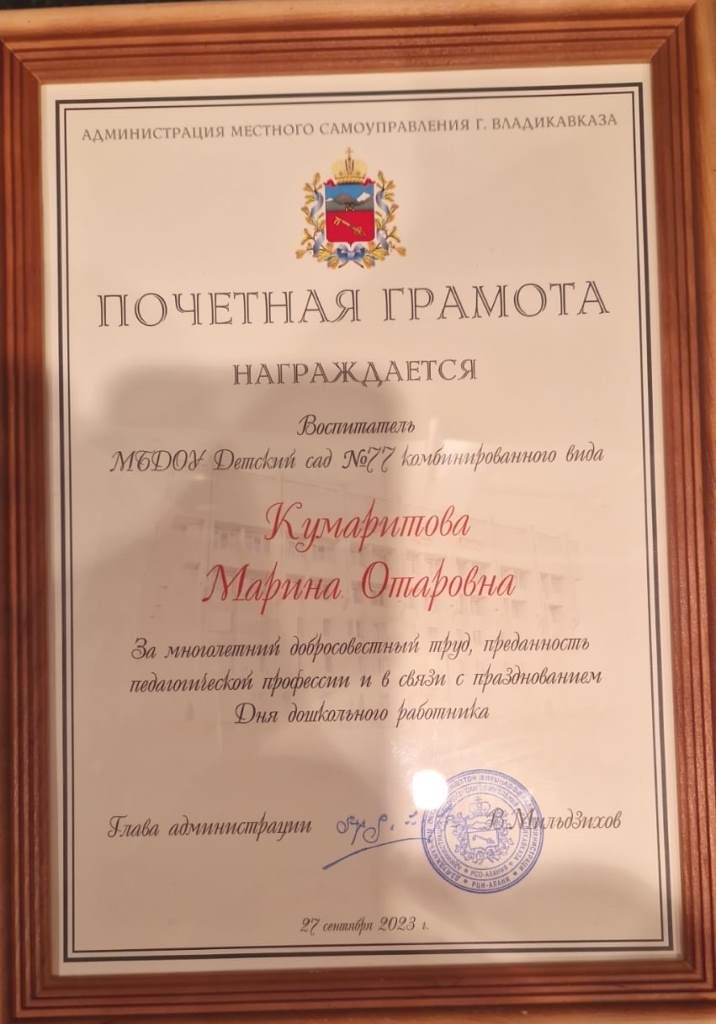 АДМИНИСТРАЦИЯ МЕСТНОГО САМОУПРАВЛЕНИЯ Г. ВЛАДИКАВКАЗА
ПОЧЕТНАЯ ГРАМОТА
НАГРАЖДАЕТСЯ
Воспитатель
МБДОУ Детский сад №77 комбинированного вида
Кумаритова
Марина Отаровна
За многолетний добросовестный труд, преданность
педагогической профессии и в связи с празднованием
Дня дошкольного работника
Глава администрации В.Мильдзихов
27 сентября 2023 г.